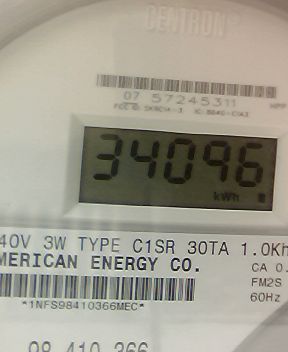 CENTRON®
07 57245311
34096
kWh
40V 3W TYPE C1SR 30TA 1.0Kh
MERICAN ENERGY CO.
CA 0.
FM2S
60Hz
*1NFS98410366MEC*
98 410 366